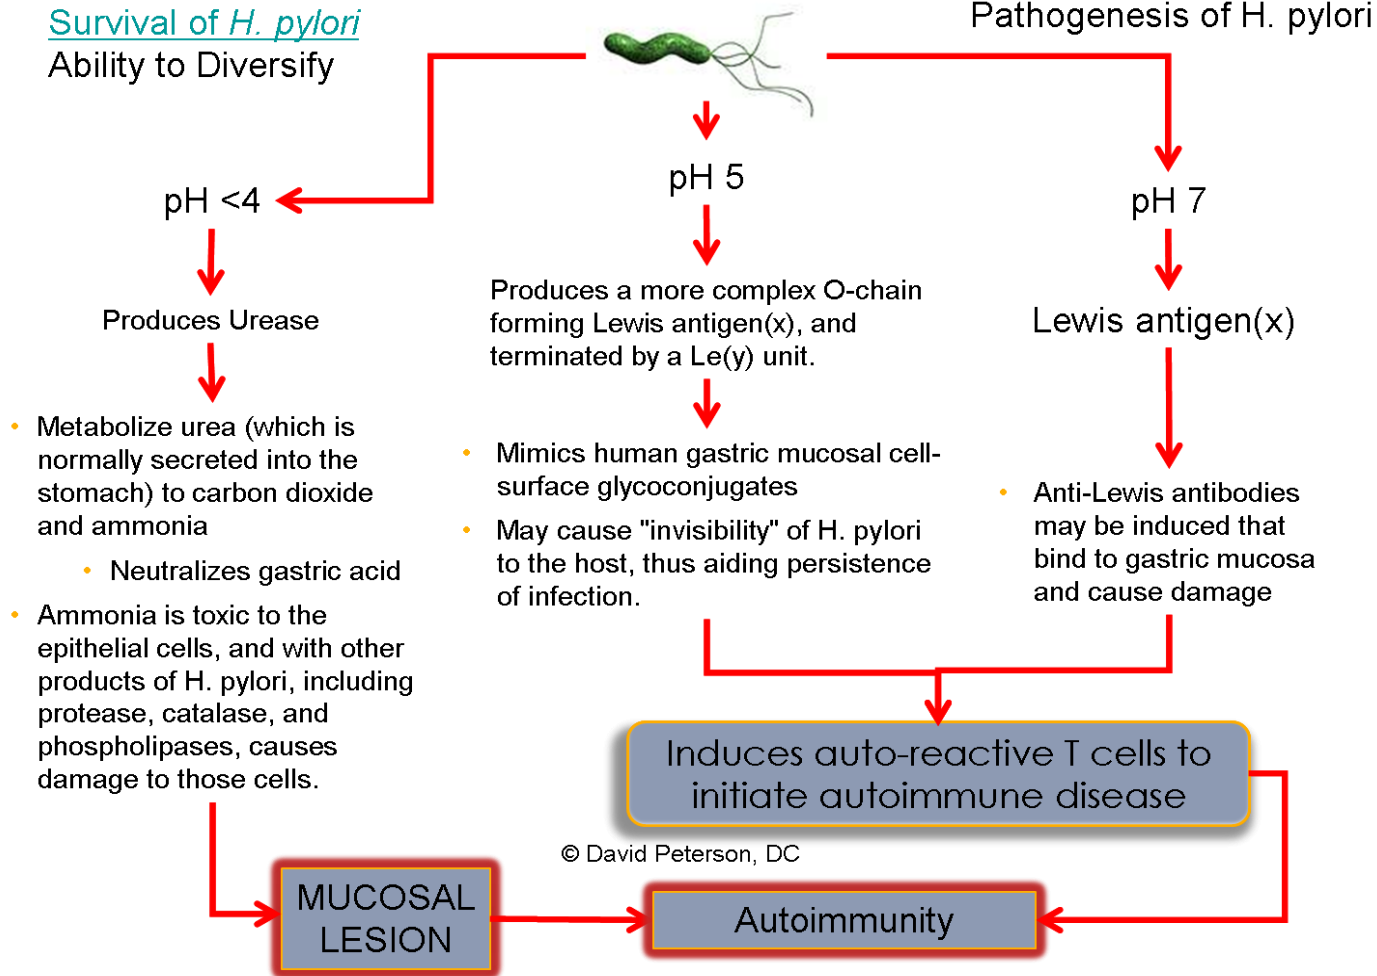 Survival of H. pylori
Ability to Diversify
Pathogenesis of H. pylori
pH <4
Produces Urease
• Metabolize urea (which is
normally secreted into the
stomach) to carbon dioxide
and ammonia
• Neutralizes gastric acid
• Ammonia is toxic to the
epithelial cells, and with other
products of H. pylori, including
protease, catalase, and
phospholipases, causes
damage to those cells.
pH 5
Produces a more complex O-chain
forming Lewis antigen(x), and
terminated by a Le(y) unit.
• Mimics human gastric mucosal cell-
surface glycoconjugates
• May cause "invisibility" of H. pylori
to the host, thus aiding persistence
of infection.
pH 7
Lewis antigen(x)
• Anti-Lewis antibodies
may be induced that
bind to gastric mucosa
and cause damage
Induces auto-reactive T cells to
initiate autoimmune disease
© David Peterson, DC
MUCOSAL
LESION
Autoimmunity